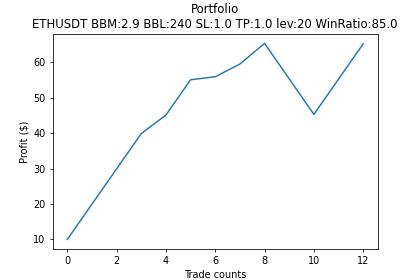 Portfolio
ETHUSDT BBM:2.9 BBL:240 SL:1.0 TP:1.0 lev:20 WinRatio:85.0
60
50
40
30
20
10
Profit ($)
0 2 4 6 8 10 12
Trade counts